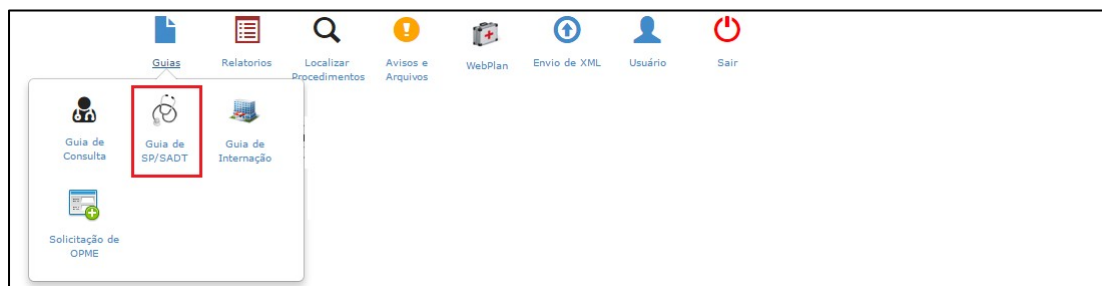 Guias
Relatorios
Localizar
Procedimentos
Avisos e
Arquivos
WebPlan
Envio de XML
Usuário
Sair
Guia de
Consulta
Guia de
SP/SADT
Guia de
Internação
Solicitação de
OPME